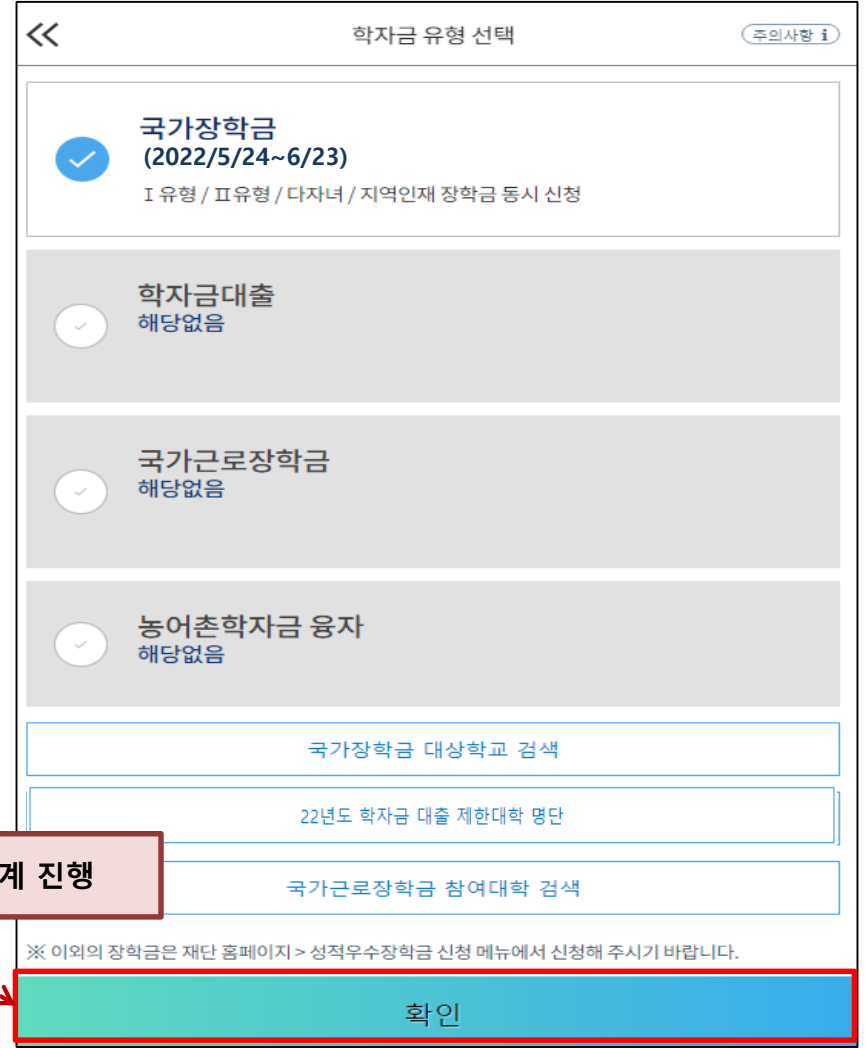 학자금 유형 선택
주의사항 i
국가장학금
(2022/5/24~6/23)
I 유형 / II유형 / 다자녀 / 지역인재 장학금 동시 신청
학자금대출
해당없음
국가근로장학금
해당없음
농어촌학자금 융자
해당없음
국가장학금 대상학교 검색
22년도 학자금 대출 제한대학 명단
계 진행
국가근로장학금 참여대학 검색
※ 이외의 장학금은 재단 홈페이지 > 성적우수장학금 신청 메뉴에서 신청해 주시기 바랍니다.
확인